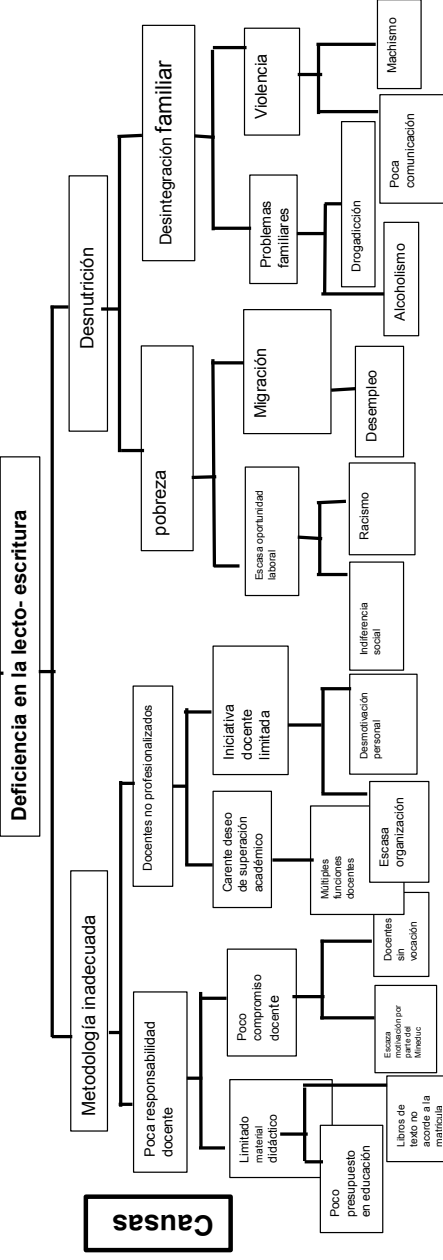 Deficiencia en la lecto- escritura
Causas
Metodología inadecuada
Desnutrición
Poca responsabilidad
docente
Docentes no profesionalizados
pobreza
Desintegración familiar
Limitado
material
didáctico
Poco
compromiso
docente
Carente deseo
de superación
académico
Iniciativa
docente
limitada
Escasa oportunidad
laboral
Migración
Problemas
familiares
Violencia
Poco
presupuesto
en educación
Libros de
texto no
acorde a la
matrícula
Escaza
motivación por
parte del
Mineduc
Docentes
sin
vocación
Múltiples
funciones
docentes
Escasa
organización
Desmotivación
personal
Indiferencia
social
Racismo
Desempleo
Alcoholismo
Drogadicción
Poca
comunicación
Machismo